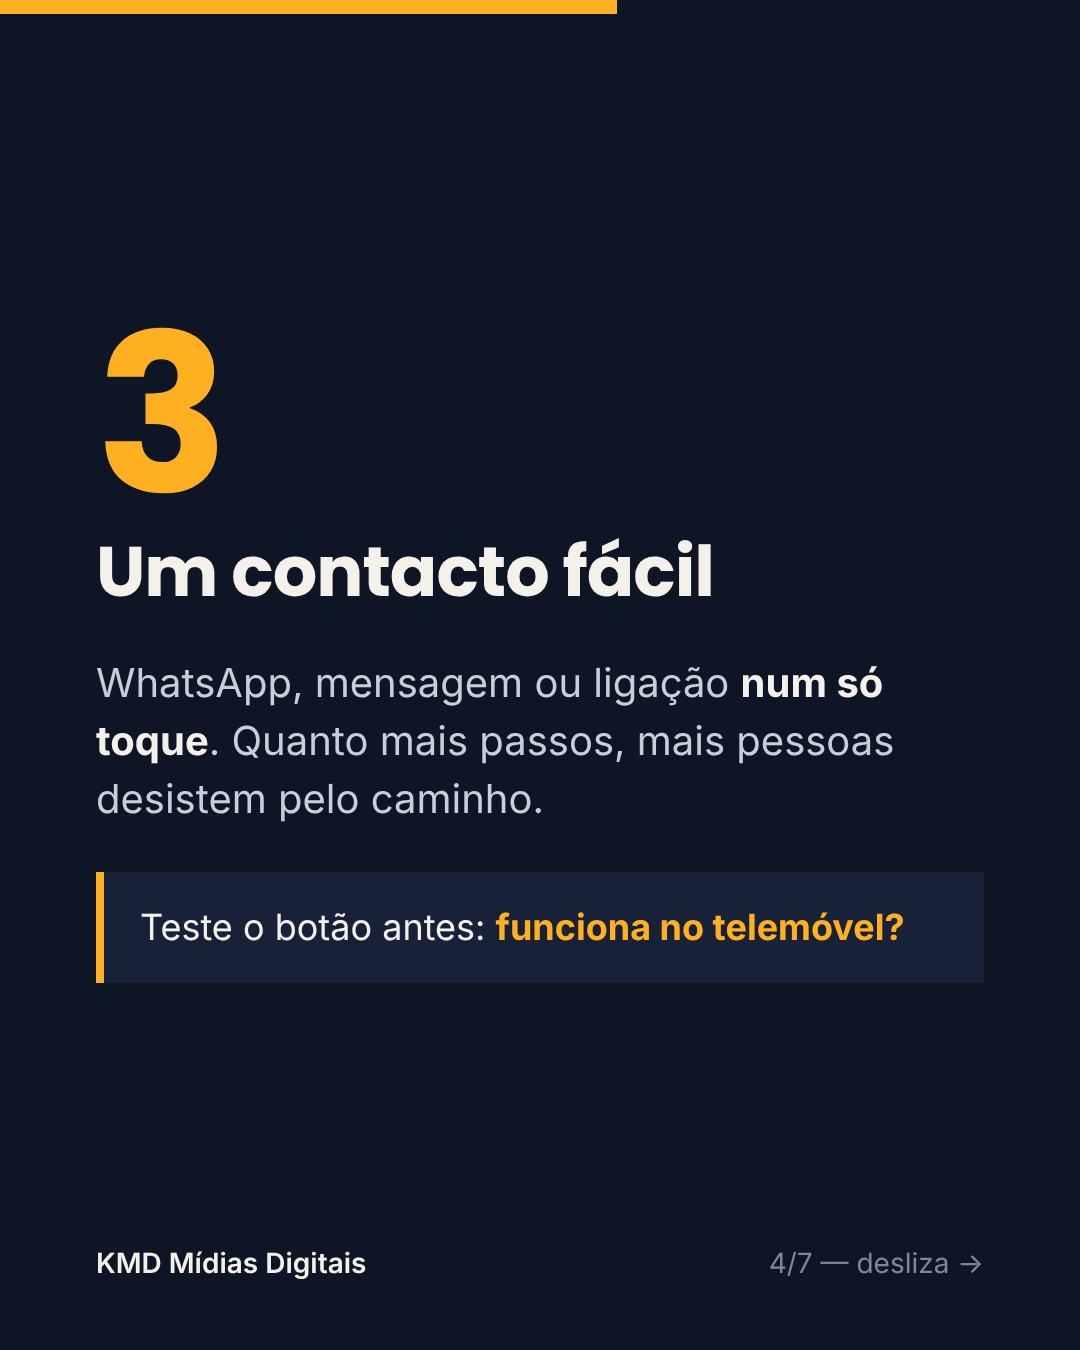 3
Um contacto fácil
WhatsApp, mensagem ou ligação num só
toque. Quanto mais passos, mais pessoas
desistem pelo caminho.
Teste o botão antes: funciona no telemóvel?
KMD Mídias Digitais
4/7 — desliza →